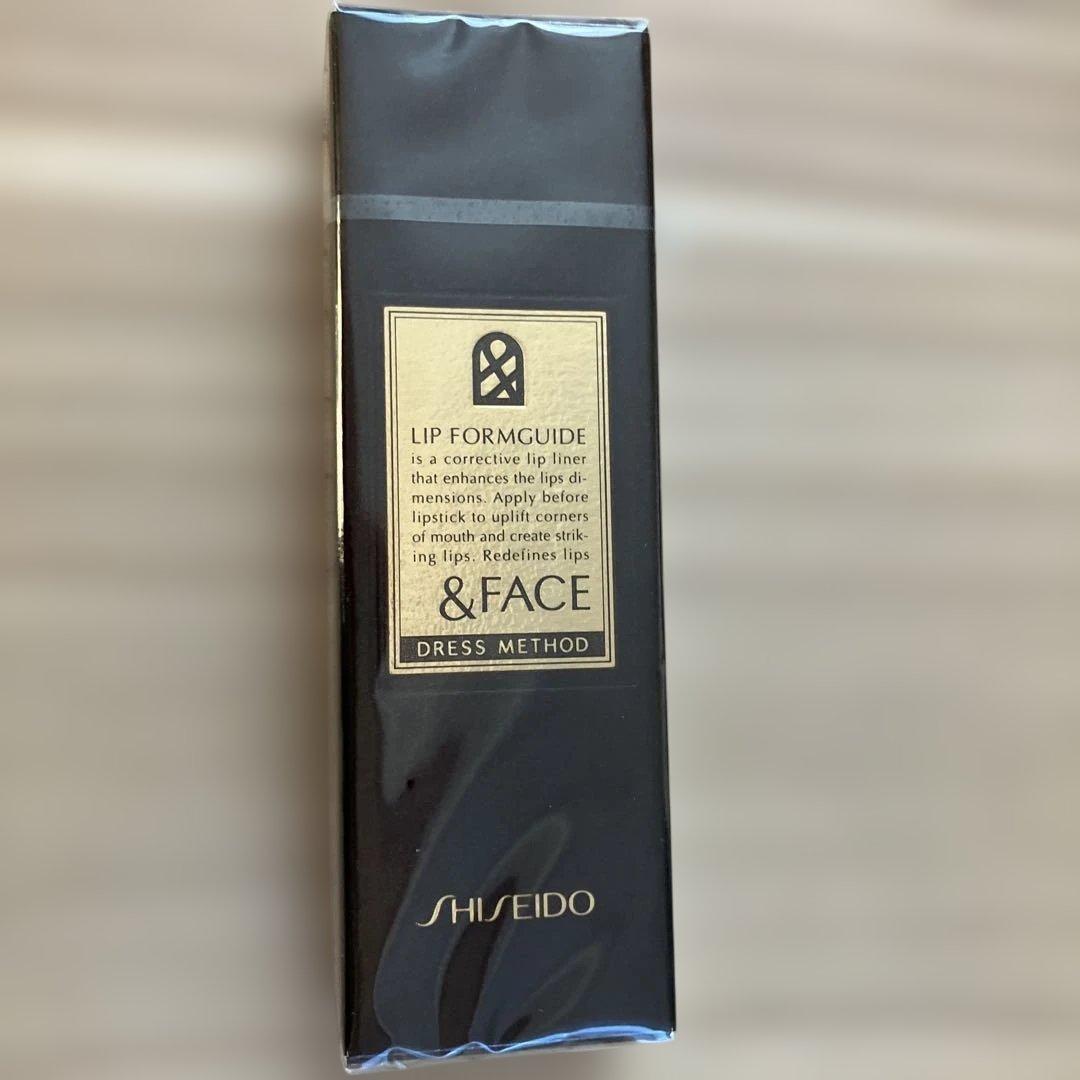 LIP FORMGUIDE
is a corrective lip liner
that enhances the lips di-
mensions. Apply before
lipstick to uplift corners
of mouth and create strik-
ing lips. Redefines lips
&FACE
DRESS METHOD
SHISEIDO